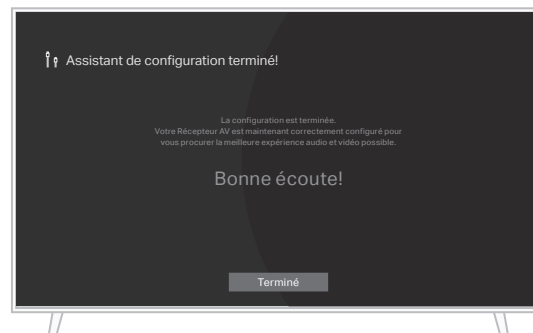 Assistant de configuration terminé!
La configuration est terminée.
Votre Récepteur AV est maintenant correctement configuré pour
vous procurer la meilleure expérience audio et vidéo possible.
Bonne écoute!
Terminé